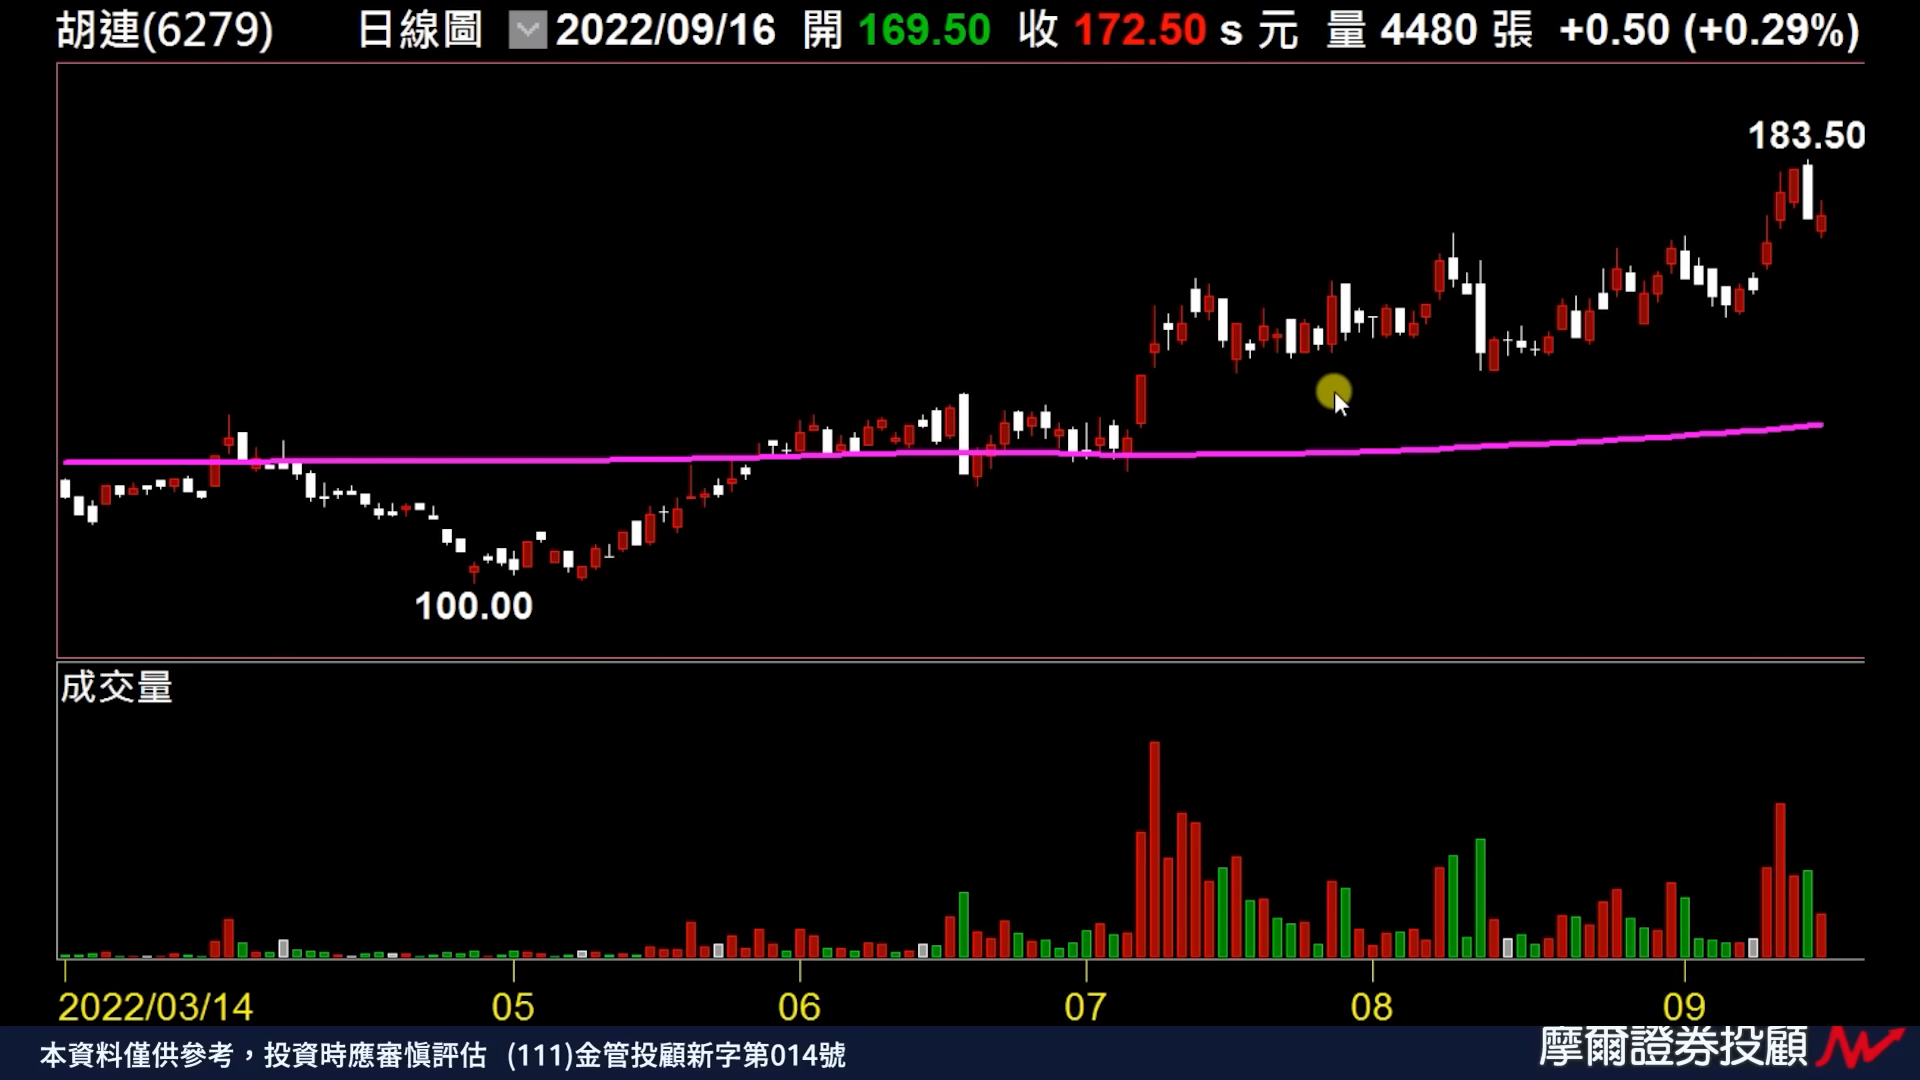 胡連(6279) 日線圖 2022/09/16 開 169.50 收 172.50 s 元 量 4480 張 +0.50 (+0.29%)
183.50
100.00
成交量
2022/03/14 05 06 07 08 09
本資料僅供參考，投資時應審慎評估 (111)金管投顧新字第014號
摩爾證券投顧